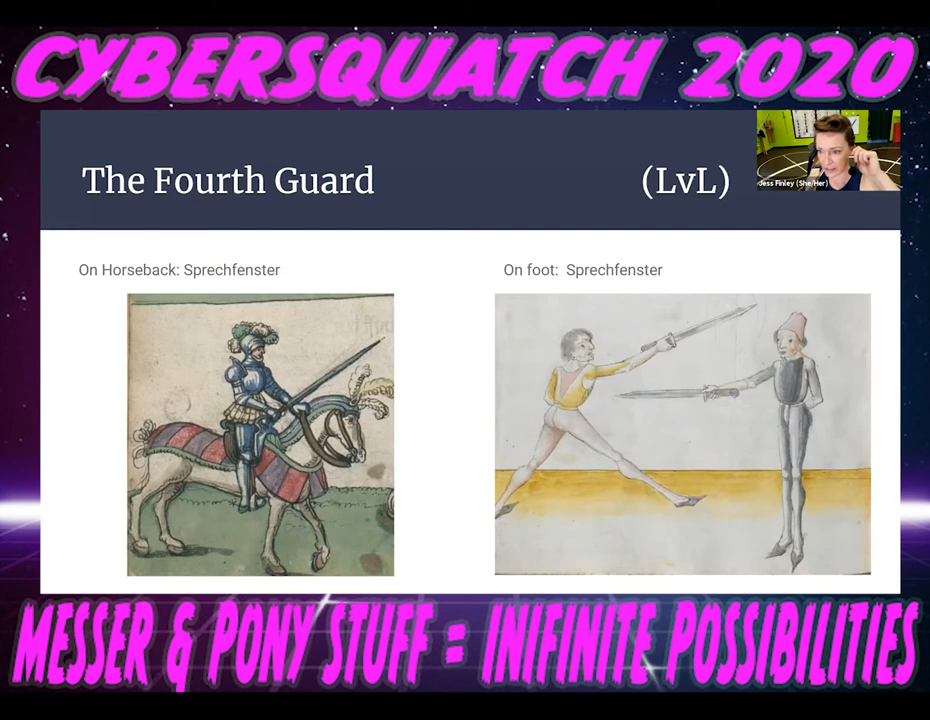 CYBERSQUATCH 2020
The Fourth Guard (LvL)
Jess Finley (She/Her)
On Horseback: Sprechfenster
On foot: Sprechfenster
MESSER & PONY STUFF = INIFINITE POSSIBILITIES